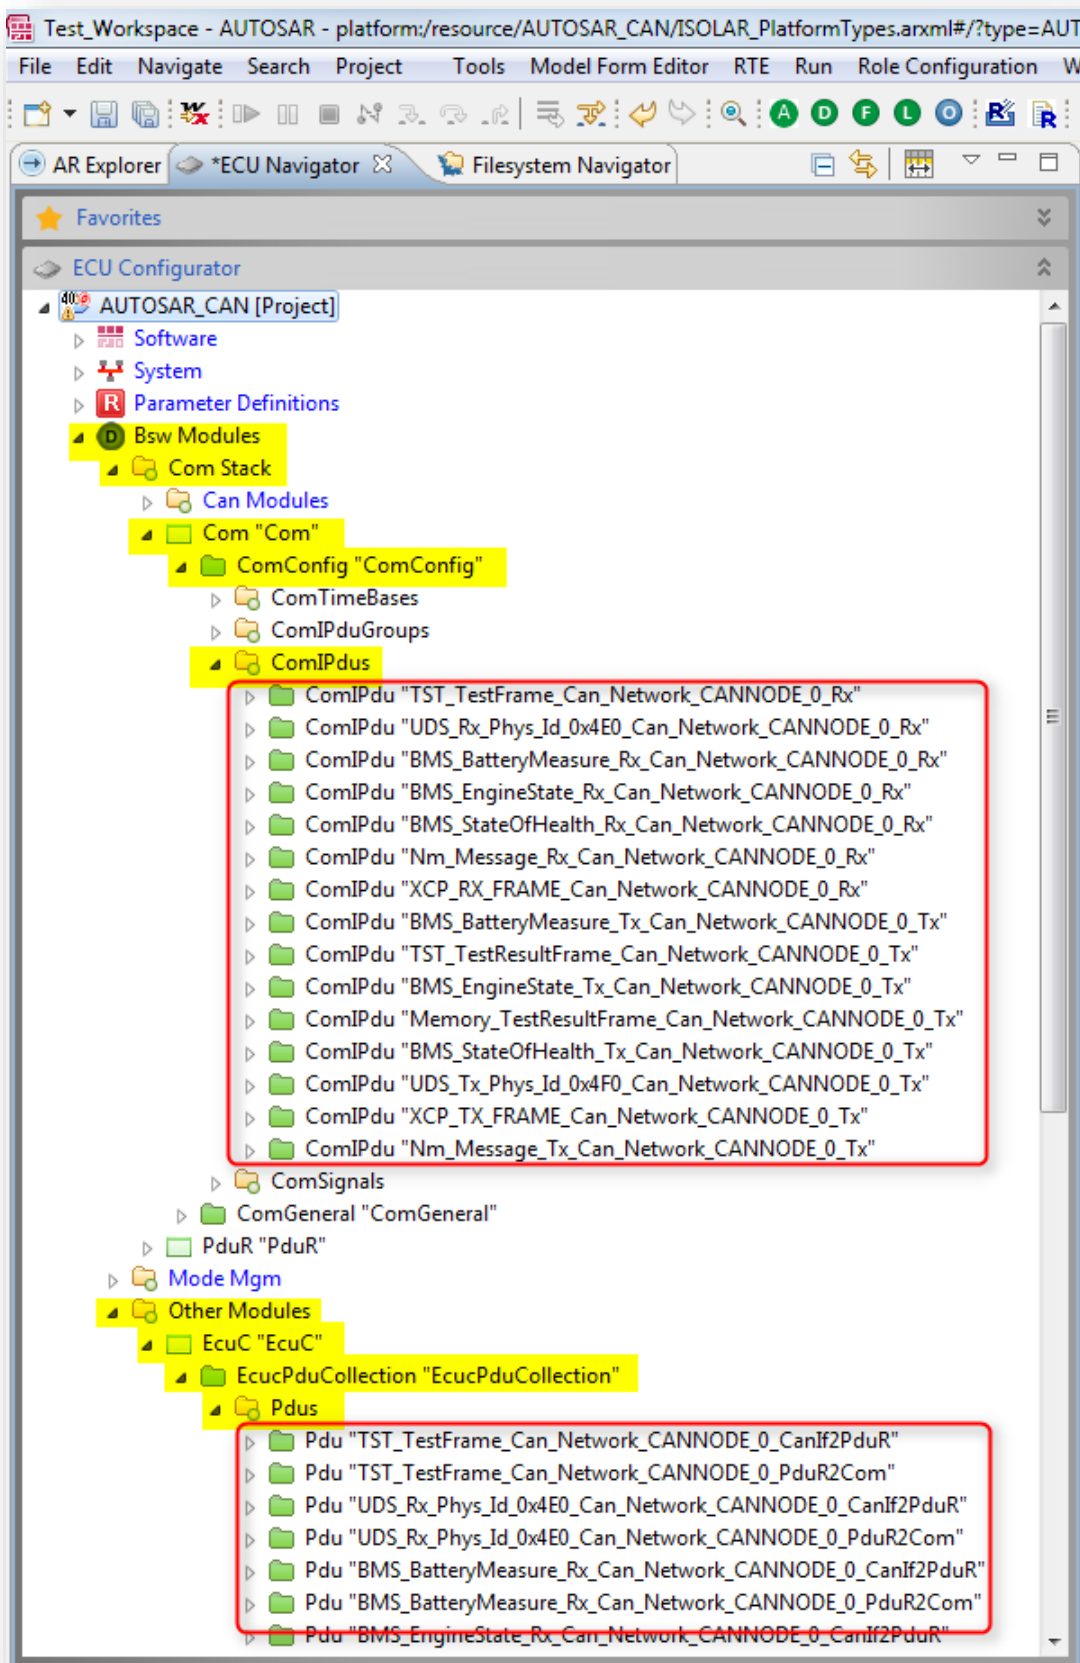 Test_Workspace - AUTOSAR - platform:/resource/AUTOSAR_CAN/ISOLAR_PlatformTypes.arxml#/?type=AUT
File Edit Navigate Search Project Tools Model Form Editor RTE Run Role Configuration W
A D F L O R
AR Explorer *ECU Navigator Filesystem Navigator
Favorites
ECU Configurator
AUTOSAR_CAN [Project]
Software
System
R Parameter Definitions
D Bsw Modules
Com Stack
Can Modules
Com "Com"
ComConfig "ComConfig"
ComTimeBases
ComIPduGroups
ComIPdus
ComIPdu "TST_TestFrame_Can_Network_CANNODE_0_Rx"
ComIPdu "UDS_Rx_Phys_Id_0x4E0_Can_Network_CANNODE_0_Rx"
ComIPdu "BMS_BatteryMeasure_Rx_Can_Network_CANNODE_0_Rx"
ComIPdu "BMS_EngineState_Rx_Can_Network_CANNODE_0_Rx"
ComIPdu "BMS_StateOfHealth_Rx_Can_Network_CANNODE_0_Rx"
ComIPdu "Nm_Message_Rx_Can_Network_CANNODE_0_Rx"
ComIPdu "XCP_RX_FRAME_Can_Network_CANNODE_0_Rx"
ComIPdu "BMS_BatteryMeasure_Tx_Can_Network_CANNODE_0_Tx"
ComIPdu "TST_TestResultFrame_Can_Network_CANNODE_0_Tx"
ComIPdu "BMS_EngineState_Tx_Can_Network_CANNODE_0_Tx"
ComIPdu "Memory_TestResultFrame_Can_Network_CANNODE_0_Tx"
ComIPdu "BMS_StateOfHealth_Tx_Can_Network_CANNODE_0_Tx"
ComIPdu "UDS_Tx_Phys_Id_0x4F0_Can_Network_CANNODE_0_Tx"
ComIPdu "XCP_TX_FRAME_Can_Network_CANNODE_0_Tx"
ComIPdu "Nm_Message_Tx_Can_Network_CANNODE_0_Tx"
ComSignals
ComGeneral "ComGeneral"
PduR "PduR"
Mode Mgm
Other Modules
EcuC "EcuC"
EcucPduCollection "EcucPduCollection"
Pdus
Pdu "TST_TestFrame_Can_Network_CANNODE_0_CanIf2PduR"
Pdu "TST_TestFrame_Can_Network_CANNODE_0_PduR2Com"
Pdu "UDS_Rx_Phys_Id_0x4E0_Can_Network_CANNODE_0_CanIf2PduR"
Pdu "UDS_Rx_Phys_Id_0x4E0_Can_Network_CANNODE_0_PduR2Com"
Pdu "BMS_BatteryMeasure_Rx_Can_Network_CANNODE_0_CanIf2PduR"
Pdu "BMS_BatteryMeasure_Rx_Can_Network_CANNODE_0_PduR2Com"
Pdu "BMS_EngineState_Rx_Can_Network_CANNODE_0_CanIf2PduR"